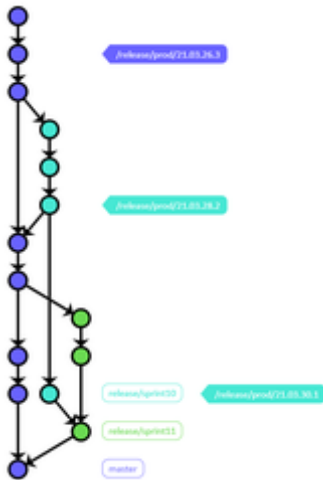 /release/prod/21.03.26.3
/release/prod/21.03.28.2
release/sprint10 /release/prod/21.03.30.1
release/sprint11
master